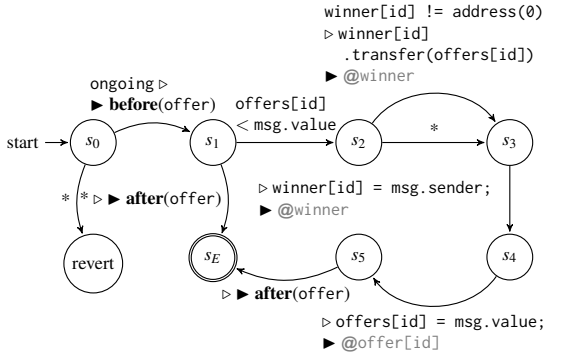 winner[id] != address(0)
▷ winner[id]
.transfer(offers[id])
▶ @winner
ongoing ▷
▶ before(offer)
offers[id]
< msg.value
*
start
s0
s1
s2
s3
* * ▷ ▶ after(offer)
▷ winner[id] = msg.sender;
▶ @winner
revert
sE
s5
s4
▷ ▶ after(offer)
▷ offers[id] = msg.value;
▶ @offer[id]